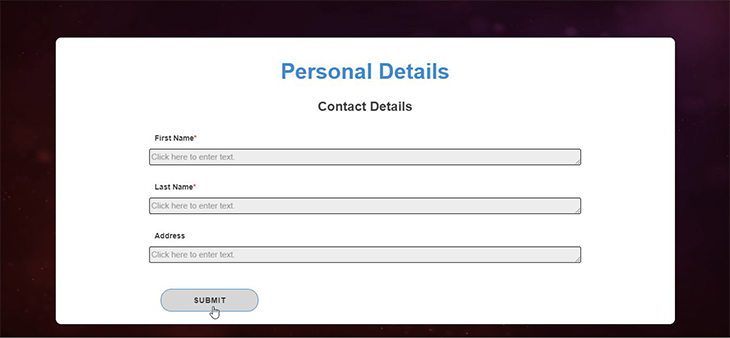 Personal Details
Contact Details
First Name*
Click here to enter text.
Last Name*
Click here to enter text.
Address
Click here to enter text.
SUBMIT